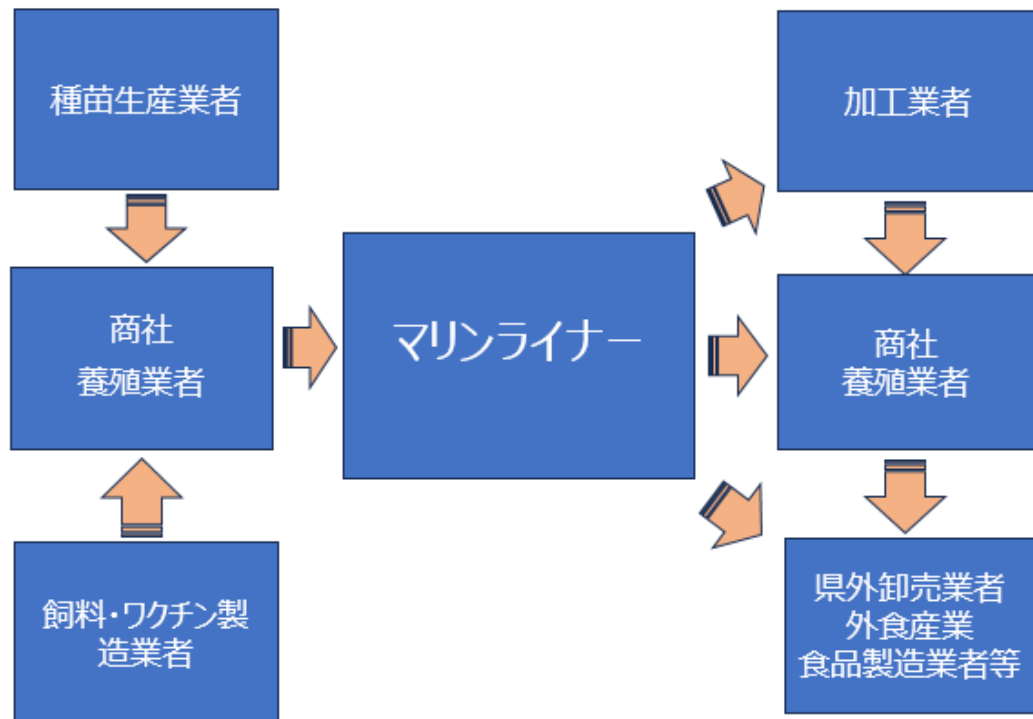 種苗生産業者
商社
養殖業者
飼料・ワクチン製
造業者
マリンライナー
加工業者
商社
養殖業者
県外卸売業者
外食産業
食品製造業者等